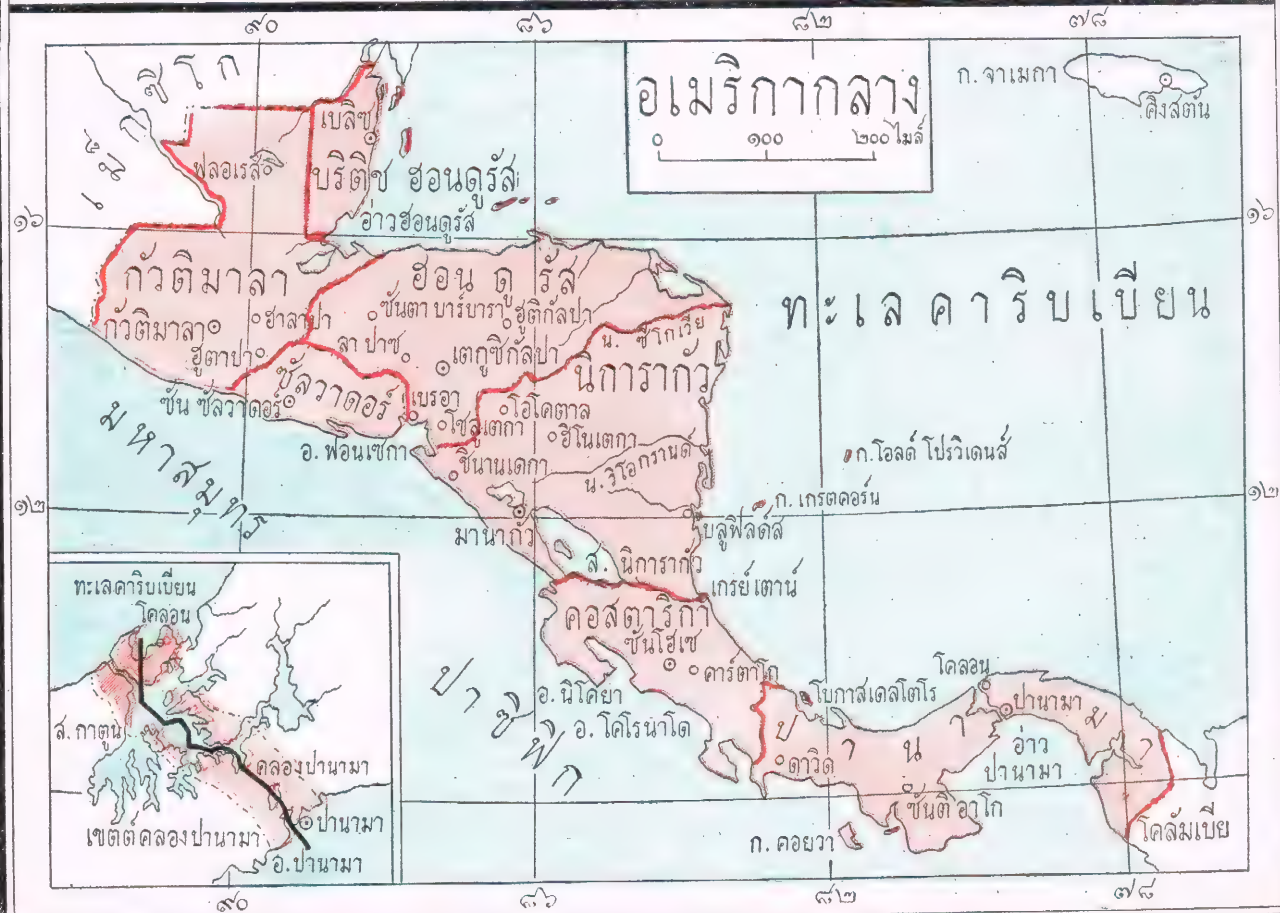 ๙๐ ๘๖ ๘๒ ๗๘
อเมริกากลาง
๐ ๑๐๐ ๒๐๐ ไมล์
ก. จาเมกา
คิงสตัน
เม็กซิโก
เบลิซ
ฟลอเรส
บริติช ฮอนดูรัส
อ่าวฮอนดูรัส
๑๖ ๑๖
กัวติมาลา
ฮอนดูรัส
ทะเลคาริบเบียน
ซันตาบาร์บารา
ฮูติกัลปา
กัวติมาลา
ฮาลาปา
น. ซาโกเวีย
ลาปาซ
ฮูตาปา
เตกูซิกัลปา
นิการากัว
ซัลวาดอร์
ซัน ซัลวาดอร์
เบรอา
โอโคตาล
โชลูเตกา
ฮิโนเตกา
มหาสมุทร
อ. ฟอนเซกา
ก. โอลด์ โปรวิเดนส์
ชินานเดกา
น. ริโอกรานด์
๑๒ ๑๒
ก. เกรตคอร์น
บลูฟิลด์ส
มานากัว
ส. นิการากัว
เกรย์เตาน์
คอสตาริกา
ซันโฮเซ
คาร์ตาโก
โคลอน
ปาซิฟิก
อ. นิโคยา
โบกาสเดลโตโร
ปานามา
อ. โคโรนาโด
ปานามา
อ่าว
ปานามา
ดาวิด
ซันติอาโก
ก. คอยวา
โคลัมเบีย
ทะเลคาริบเบียน
โคลอน
ส. กาตูน
คลองปานามา
ปานามา
เขตต์คลองปานามา
อ. ปานามา
๙๐ ๘๖ ๘๒ ๗๘